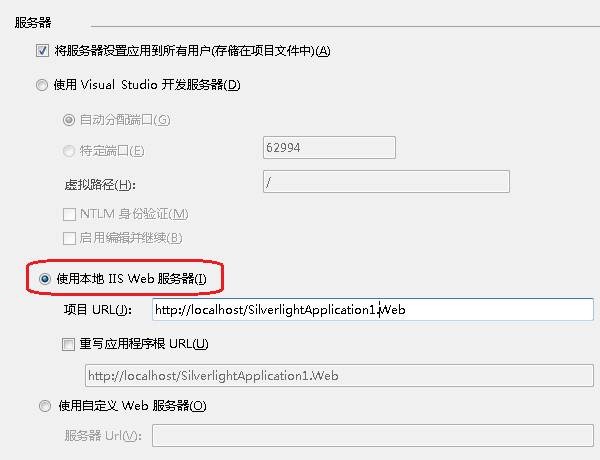 服务器
将服务器设置应用到所有用户(存储在项目文件中)(A)
使用 Visual Studio 开发服务器(D)
自动分配端口(G)
特定端口(E)
62994
虚拟路径(H):
/
NTLM 身份验证(M)
启用编辑并继续(B)
使用本地 IIS Web 服务器(I)
项目 URL(J):
http://localhost/SilverlightApplication1.Web
重写应用程序根 URL(U)
http://localhost/SilverlightApplication1.Web
使用自定义 Web 服务器(O)
服务器 Url(V):